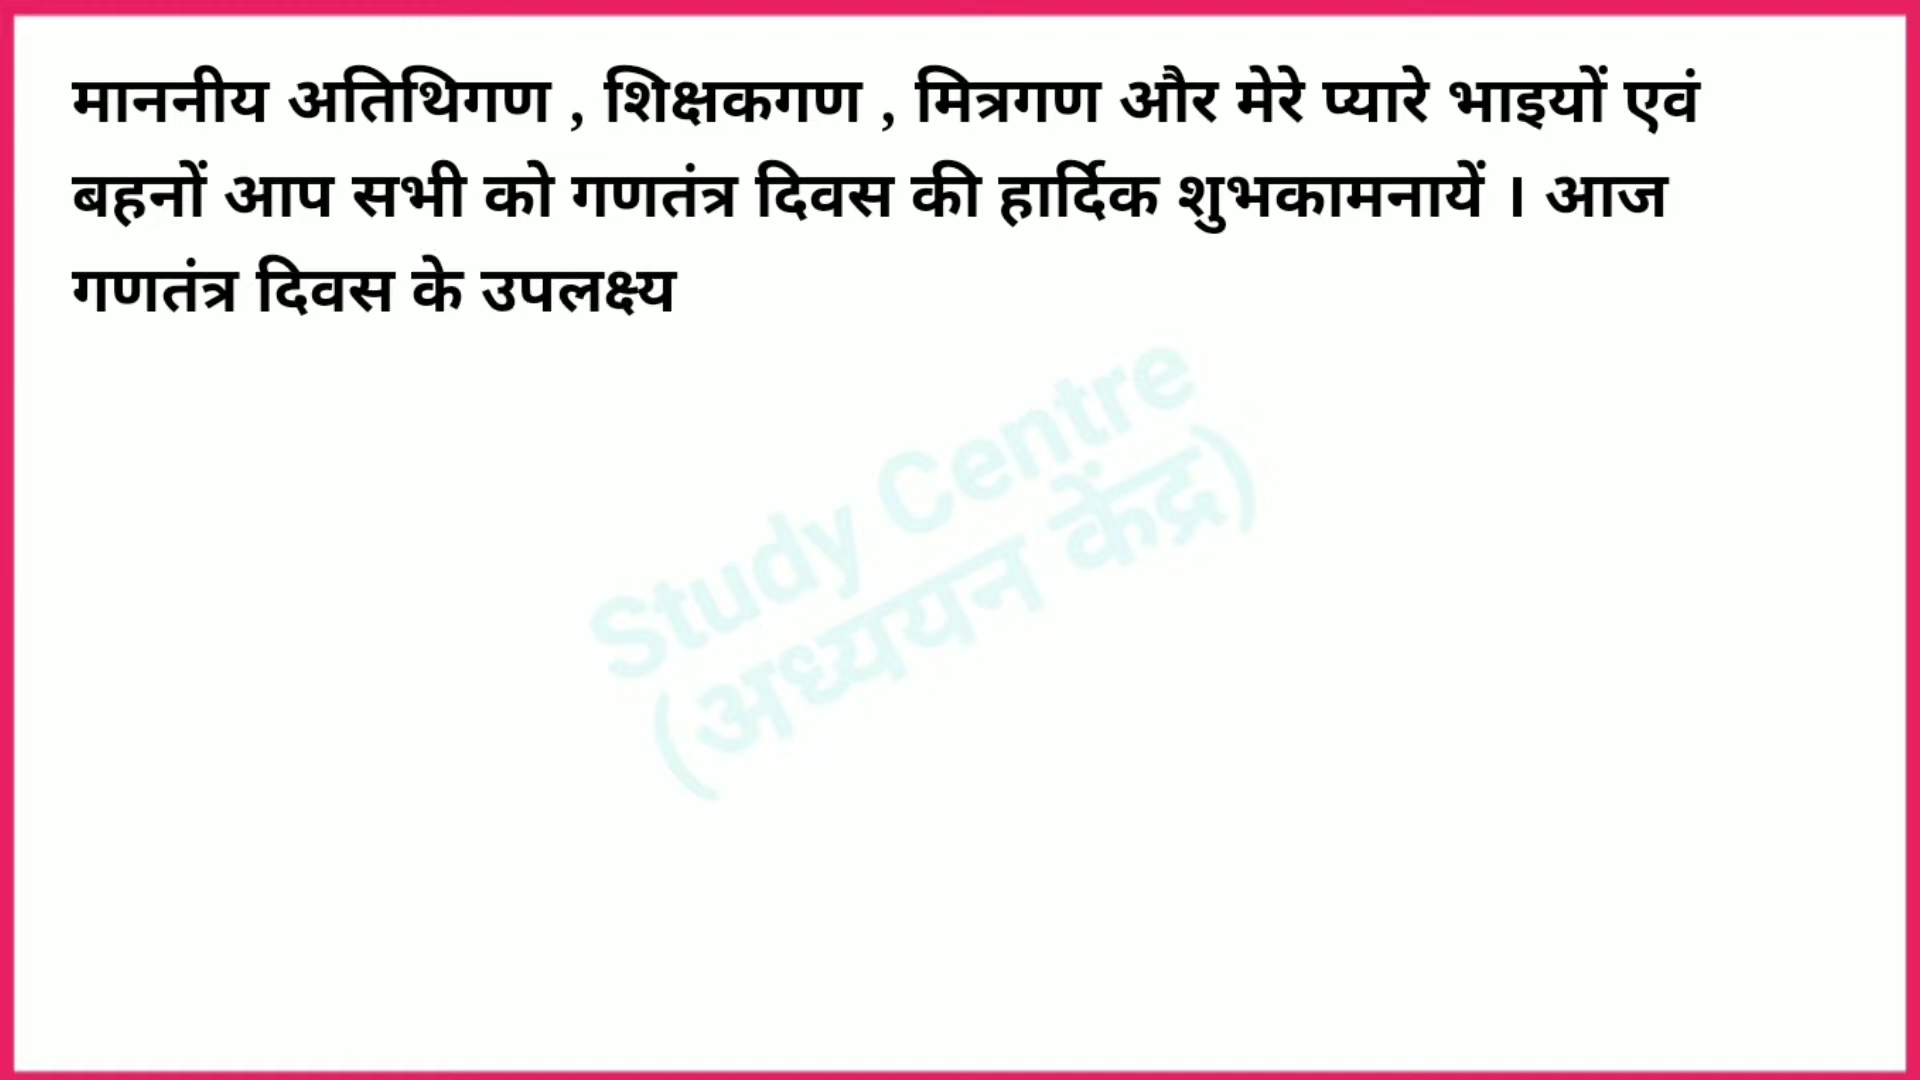 माननीय अतिथिगण , शिक्षकगण , मित्रगण और मेरे प्यारे भाइयों एवं
बहनों आप सभी को गणतंत्र दिवस की हार्दिक शुभकामनायें । आज
गणतंत्र दिवस के उपलक्ष्य
Study Centre
(अध्ययन केंद्र)